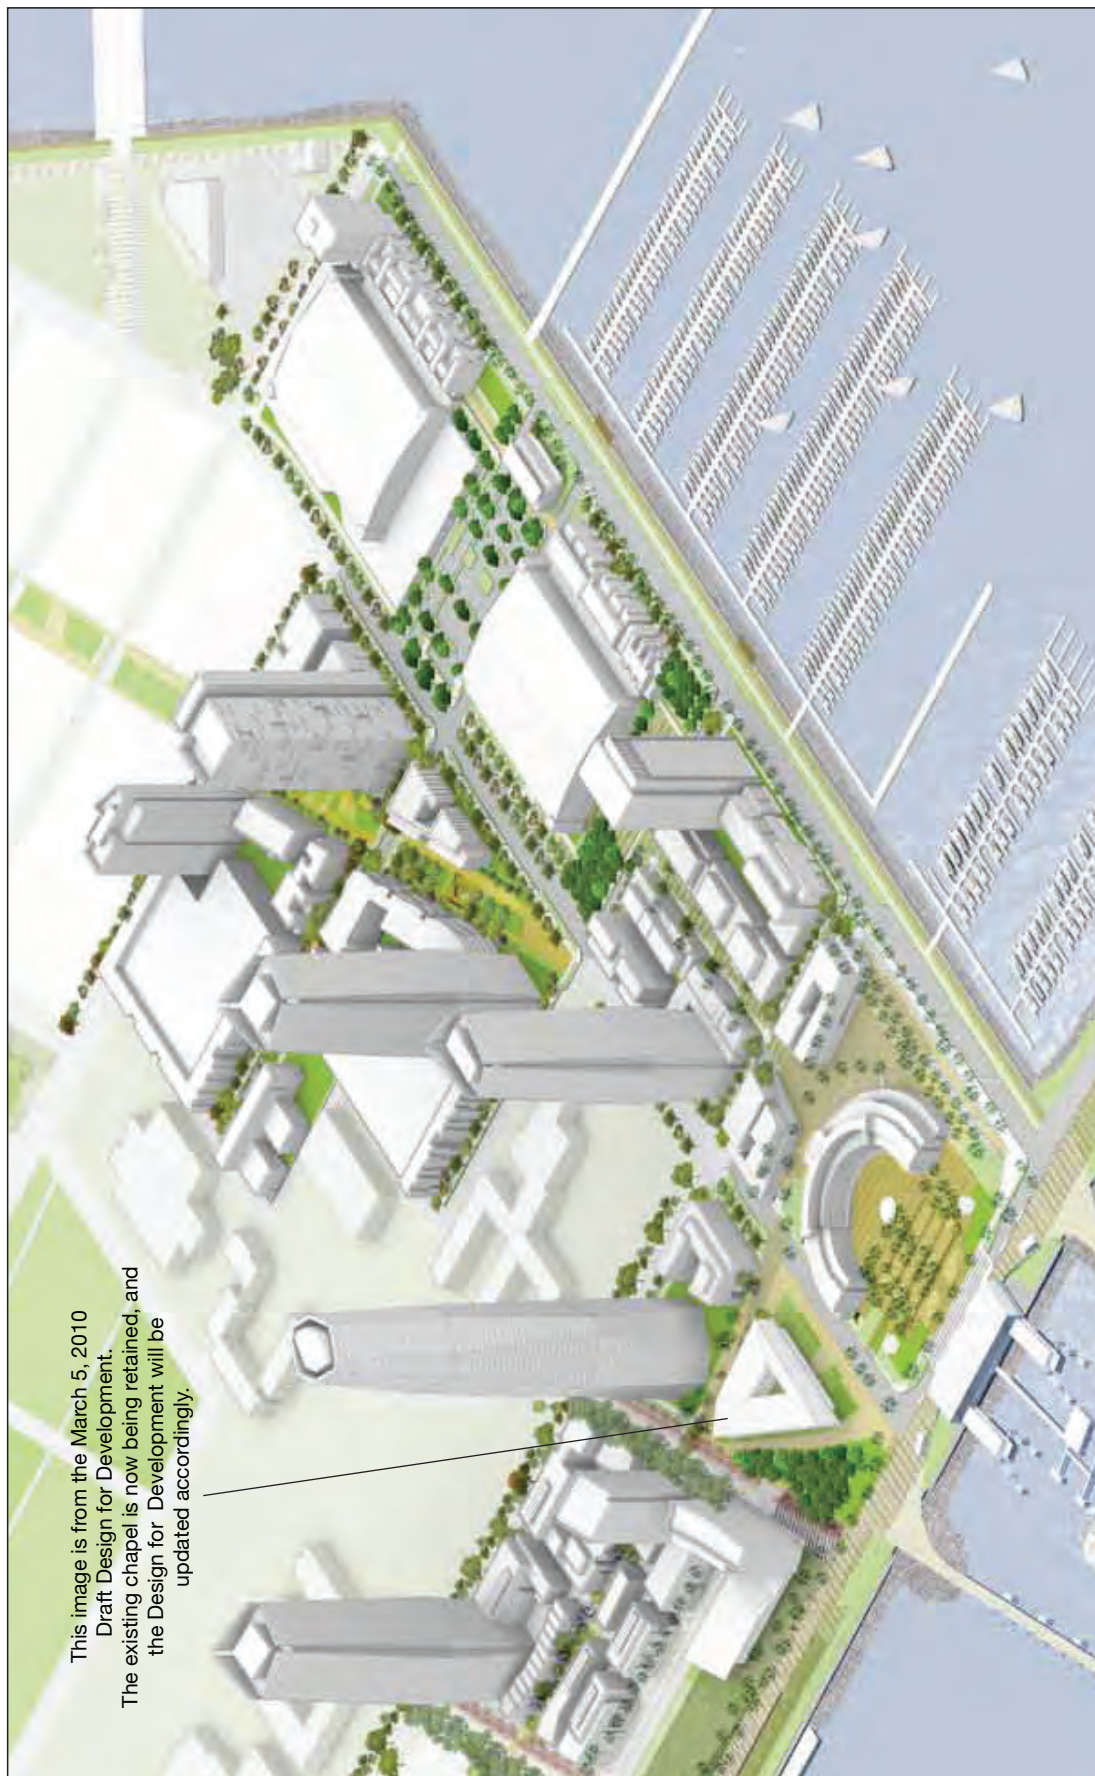 This image is from the March 5, 2010
Draft Design for Development.
The existing chapel is now being retained, and
the Design for Development will be
updated accordingly.